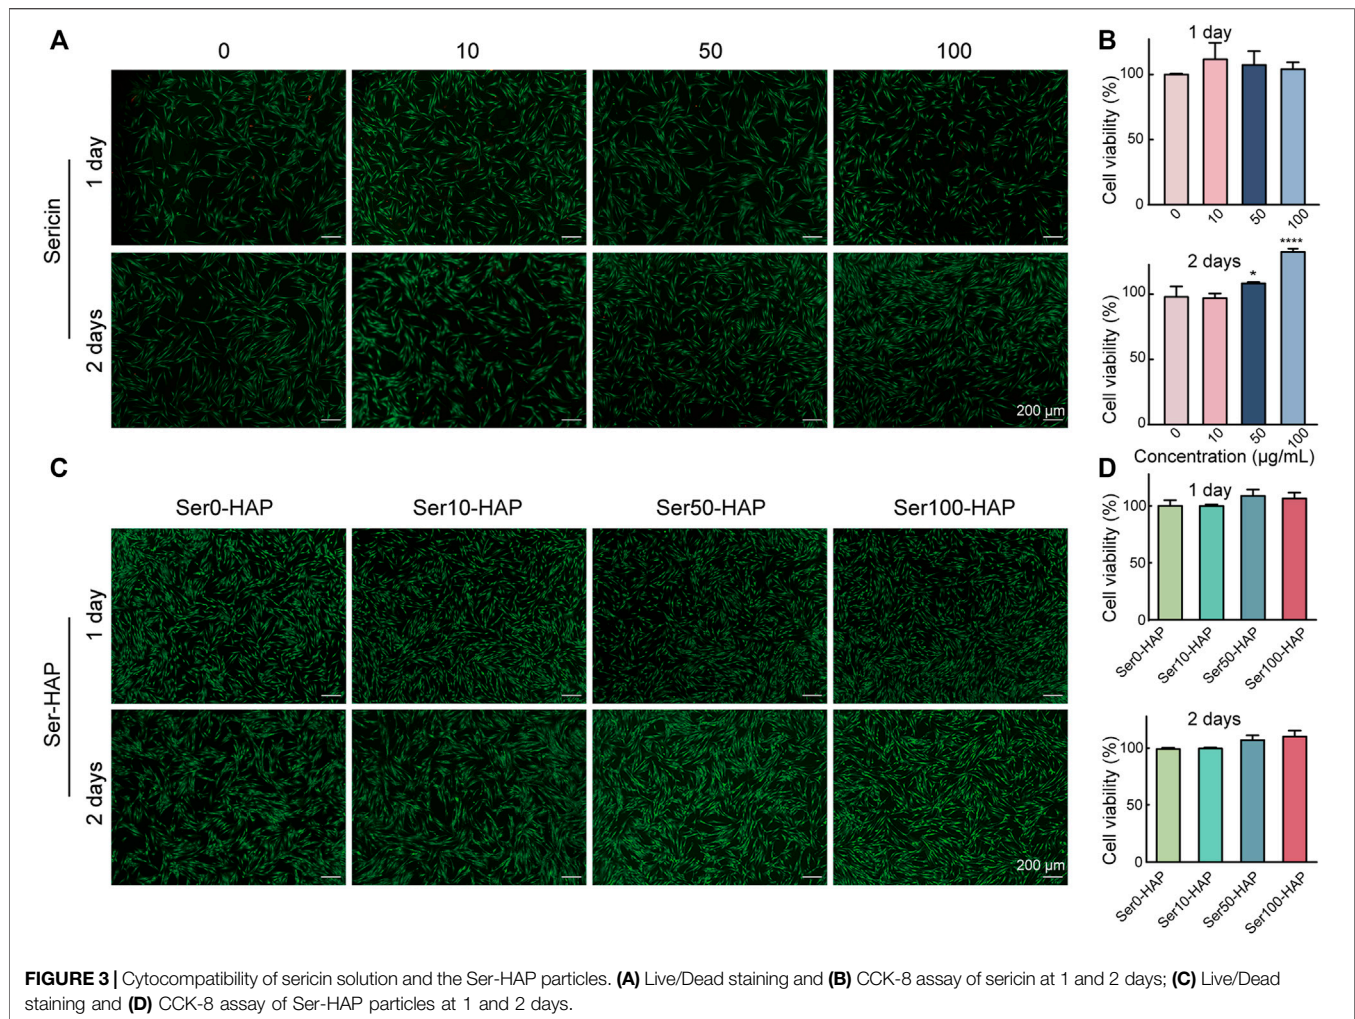 A
0
10
50
100
Sericin
1 day
2 days
200 µm
B
1 day
Cell viability (%)
100
50
0
0
10
50
100
2 days
****
*
Cell viability (%)
100
50
0
0
10
50
100
Concentration (µg/mL)
C
Ser0-HAP
Ser10-HAP
Ser50-HAP
Ser100-HAP
Ser-HAP
1 day
2 days
200 µm
D
1 day
Cell viability (%)
100
50
0
Ser0-HAP
Ser10-HAP
Ser50-HAP
Ser100-HAP
2 days
Cell viability (%)
100
50
0
Ser0-HAP
Ser10-HAP
Ser50-HAP
Ser100-HAP
FIGURE 3 | Cytocompatibility of sericin solution and the Ser-HAP particles. (A) Live/Dead staining and (B) CCK-8 assay of sericin at 1 and 2 days; (C) Live/Dead
staining and (D) CCK-8 assay of Ser-HAP particles at 1 and 2 days.